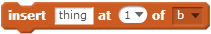 insert thing at 1 of b